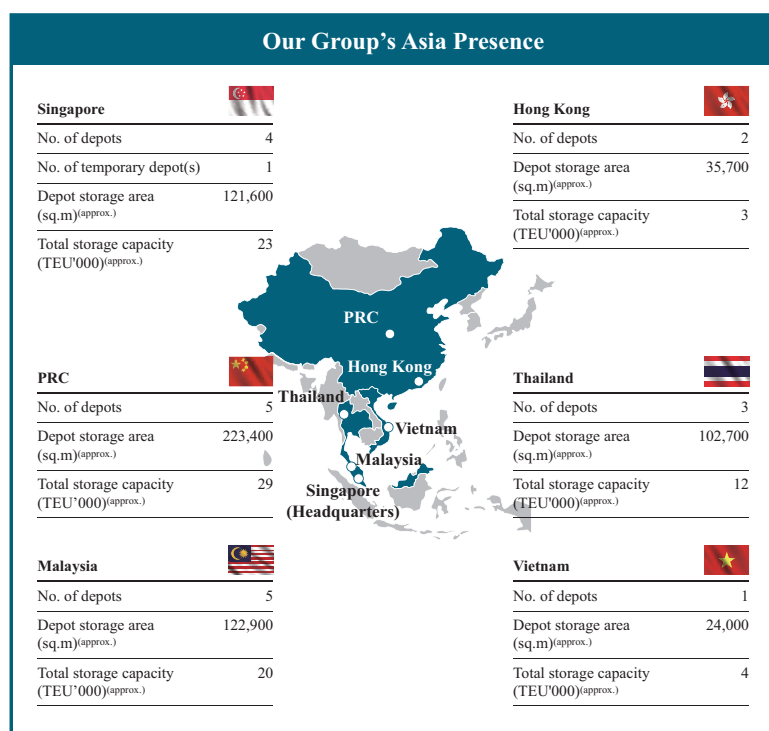 Our Group’s Asia Presence
Singapore
No. of depots 4
No. of temporary depot(s) 1
Depot storage area 121,600
(sq.m)(approx.)
Total storage capacity 23
(TEU'000)(approx.)
Hong Kong
No. of depots 2
Depot storage area 35,700
(sq.m)(approx.)
Total storage capacity 3
(TEU'000)(approx.)
PRC
Hong Kong
Thailand
Vietnam
Malaysia
Singapore
(Headquarters)
PRC
No. of depots 5
Depot storage area 223,400
(sq.m)(approx.)
Total storage capacity 29
(TEU’000)(approx.)
Thailand
No. of depots 3
Depot storage area 102,700
(sq.m)(approx.)
Total storage capacity 12
(TEU'000)(approx.)
Malaysia
No. of depots 5
Depot storage area 122,900
(sq.m)(approx.)
Total storage capacity 20
(TEU’000)(approx.)
Vietnam
No. of depots 1
Depot storage area 24,000
(sq.m)(approx.)
Total storage capacity 4
(TEU'000)(approx.)